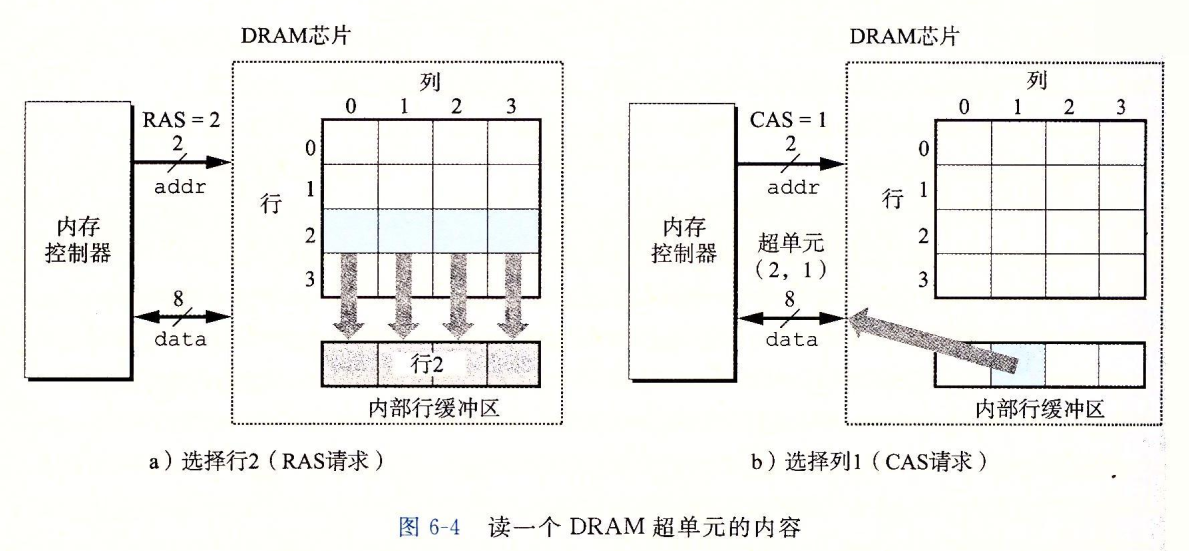 DRAM芯片
列
0 1 2 3
RAS = 2
2
addr
行
0
1
2
3
内存
控制器
8
data
行2
内部行缓冲区
a）选择行2（RAS请求）
DRAM芯片
列
0 1 2 3
CAS = 1
2
addr
行
0
1
2
3
内存
控制器
超单元
（2，1）
8
data
内部行缓冲区
b）选择列1（CAS请求）
图 6-4 读一个 DRAM 超单元的内容